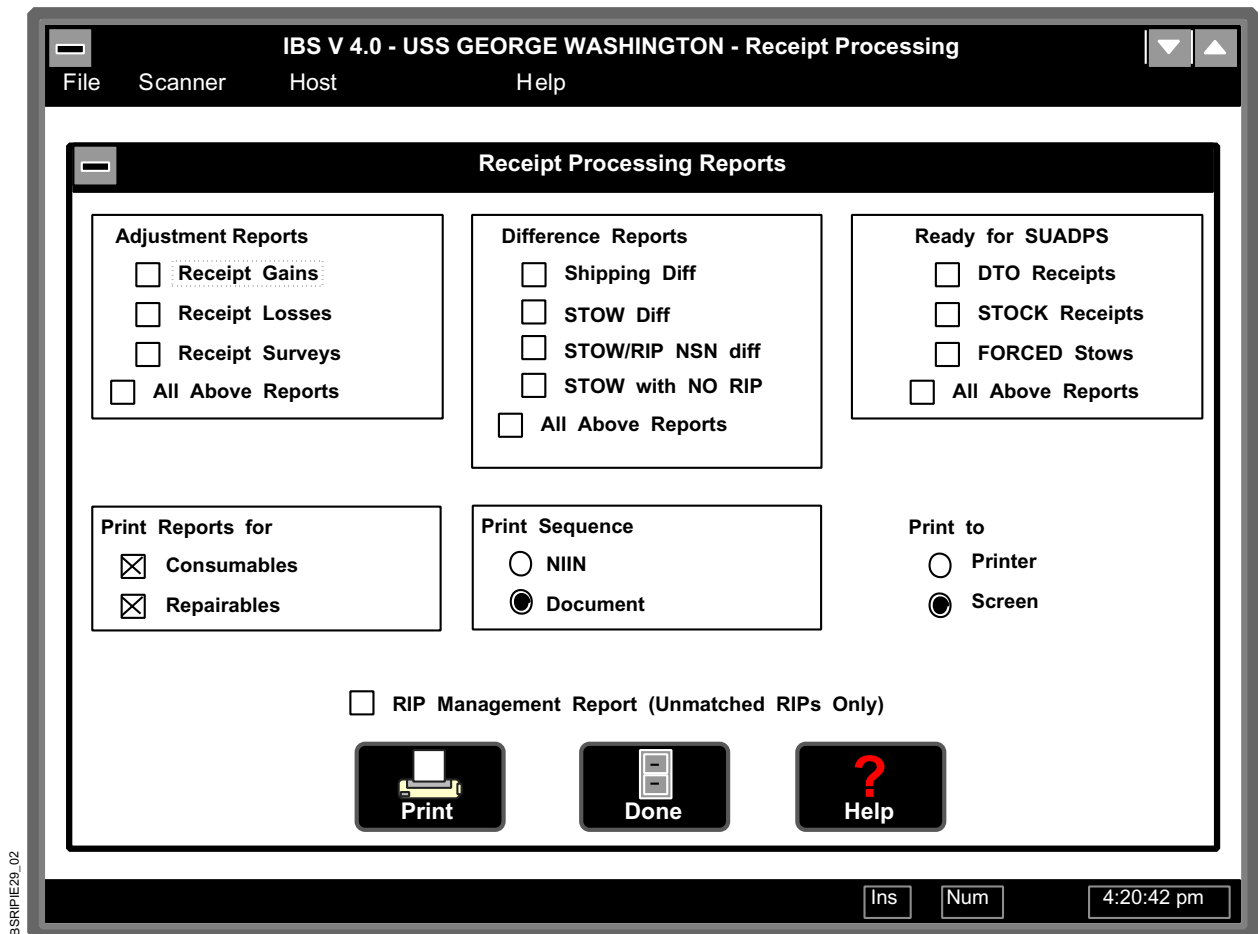 IBS V 4.0 - USS GEORGE WASHINGTON - Receipt Processing
File Scanner Host Help
Receipt Processing Reports
Adjustment Reports
Receipt Gains
Receipt Losses
Receipt Surveys
All Above Reports
Difference Reports
Shipping Diff
STOW Diff
STOW/RIP NSN diff
STOW with NO RIP
All Above Reports
Ready for SUADPS
DTO Receipts
STOCK Receipts
FORCED Stows
All Above Reports
Print Reports for
Consumables
Repairables
Print Sequence
NIIN
Document
Print to
Printer
Screen
RIP Management Report (Unmatched RIPs Only)
Print
Done
?
Help
Ins
Num
4:20:42 pm
BSRIPIE29_02